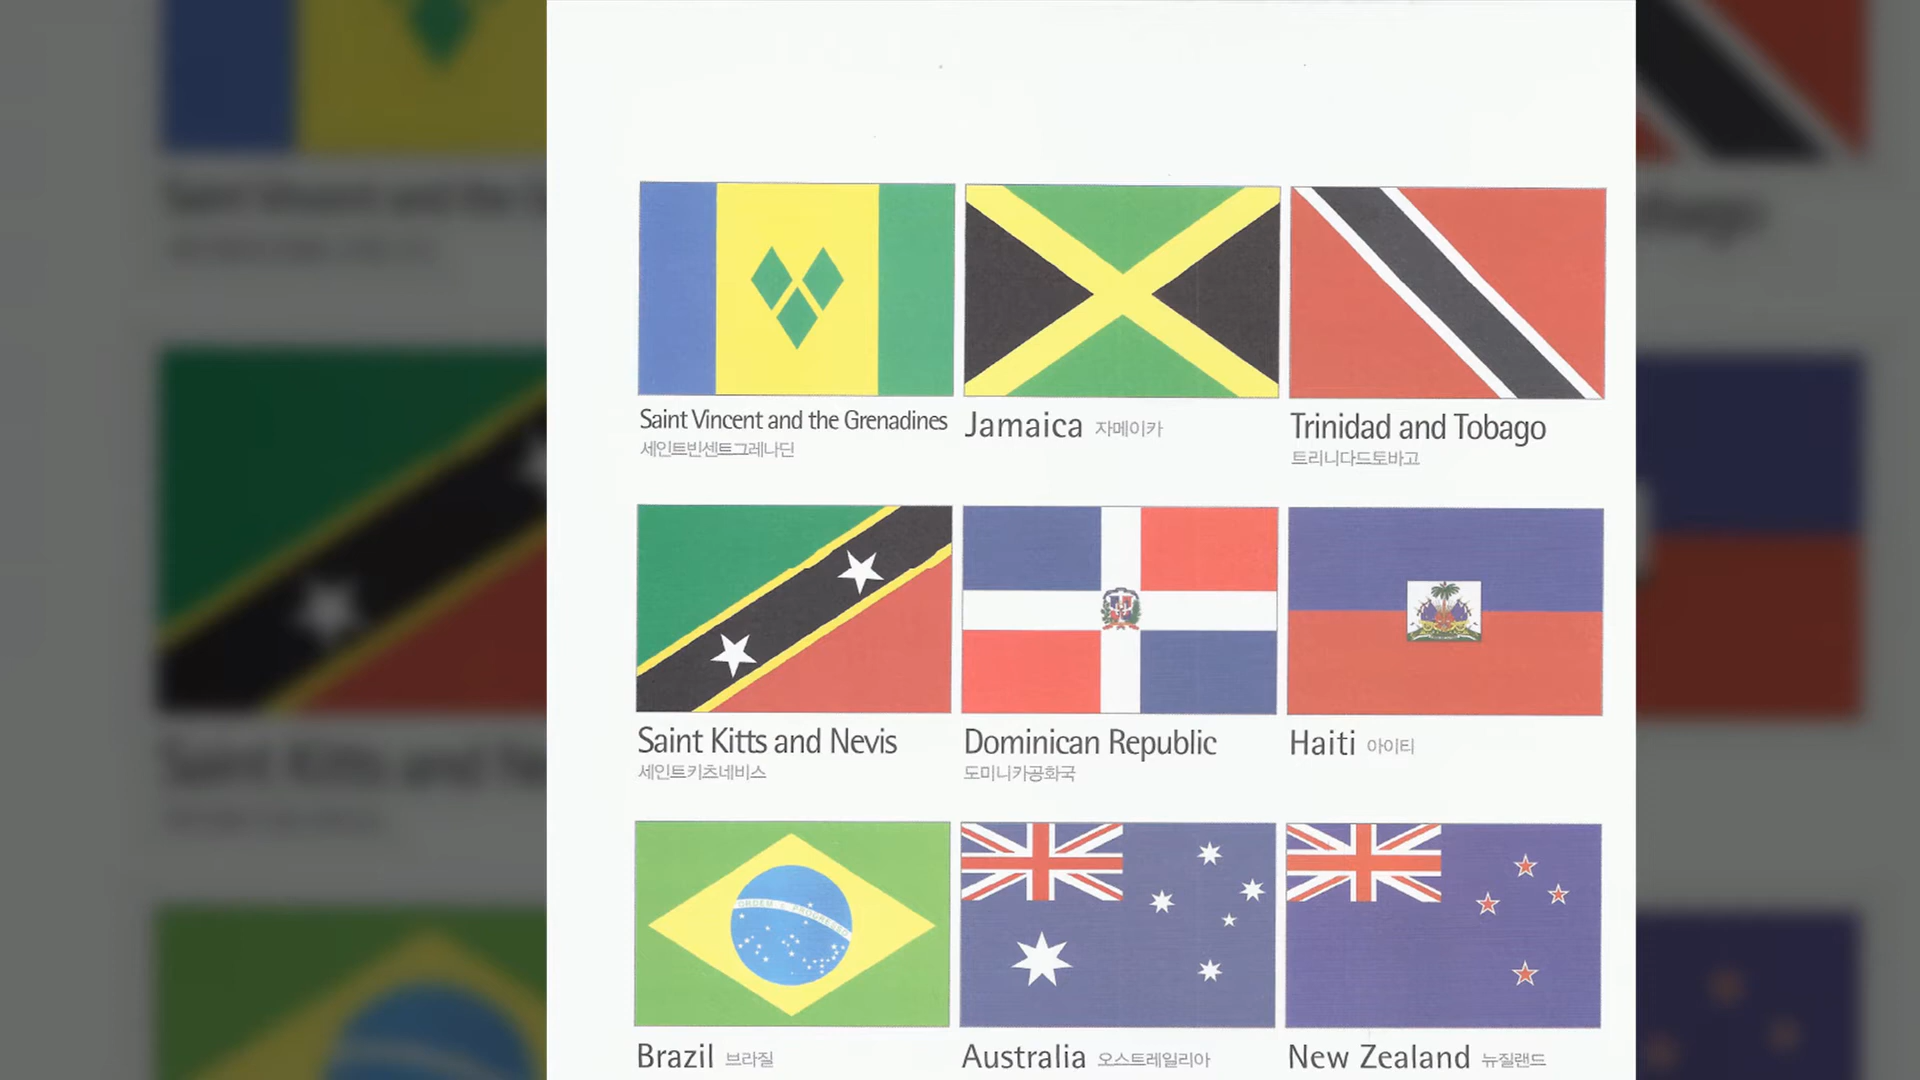 Saint Vincent and the Grenadines
세인트빈센트그레나딘
Jamaica 자메이카
Trinidad and Tobago
트리니다드토바고
Saint Kitts and Nevis
세인트키츠네비스
Dominican Republic
도미니카공화국
Haiti 아이티
ORDEM E PROGRESSO
Brazil 브라질
Australia 오스트레일리아
New Zealand 뉴질랜드